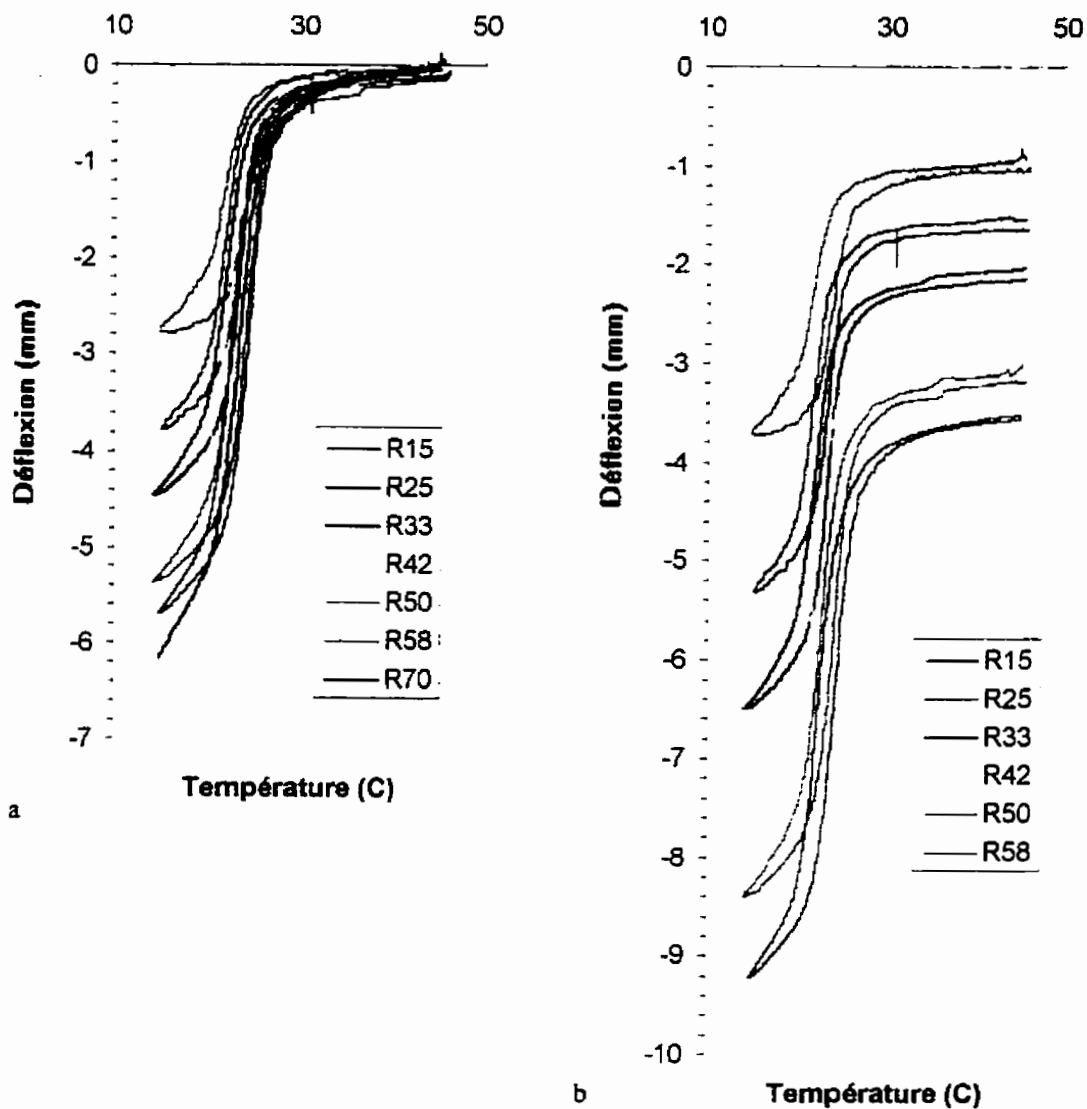 10 30 50
0
-1
-2
-3
-4
-5
-6
-7
Déflexion (mm)
R15
R25
R33
R42
R50
R58
R70
Température (C)
a
10 30 50
0
-1
-2
-3
-4
-5
-6
-7
-8
-9
-10
Déflexion (mm)
R15
R25
R33
R42
R50
R58
b
Température (C)